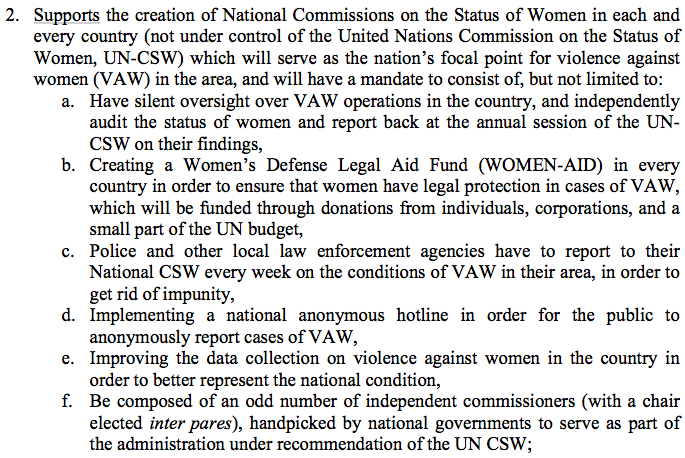 2. Supports the creation of National Commissions on the Status of Women in each and
every country (not under control of the United Nations Commission on the Status of
Women, UN-CSW) which will serve as the nation's focal point for violence against
women (VAW) in the area, and will have a mandate to consist of, but not limited to:
a. Have silent oversight over VAW operations in the country, and independently
audit the status of women and report back at the annual session of the UN-
CSW on their findings,
b. Creating a Women's Defense Legal Aid Fund (WOMEN-AID) in every
country in order to ensure that women have legal protection in cases of VAW,
which will be funded through donations from individuals, corporations, and a
small part of the UN budget,
c. Police and other local law enforcement agencies have to report to their
National CSW every week on the conditions of VAW in their area, in order to
get rid of impunity,
d. Implementing a national anonymous hotline in order for the public to
anonymously report cases of VAW,
e. Improving the data collection on violence against women in the country in
order to better represent the national condition,
f. Be composed of an odd number of independent commissioners (with a chair
elected inter pares), handpicked by national governments to serve as part of
the administration under recommendation of the UN CSW;